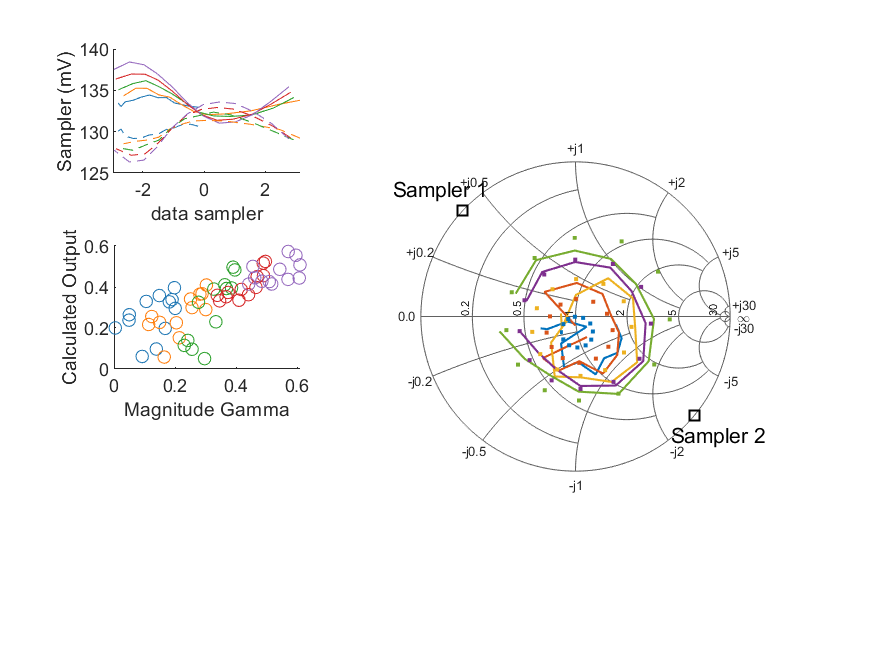 140
135
130
125
Sampler (mV)
-2
0
2
data sampler
0.6
0.4
0.2
0
Calculated Output
0
0.2
0.4
0.6
Magnitude Gamma
+j1
+j0.5
+j2
Sampler 1
+j0.2
+j5
0.0
0.2
0.5
1
2
5
30
+j30
∞
-j30
-j0.2
-j5
Sampler 2
-j0.5
-j2
-j1